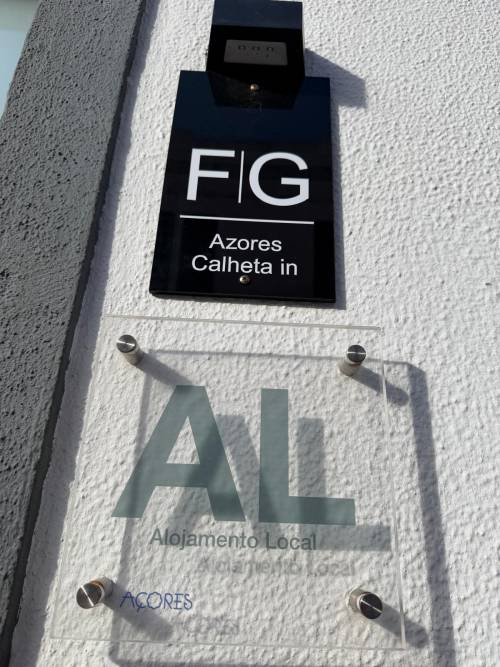 F|G
Azores
Calheta in
AL
Alojamento Local
AÇORES